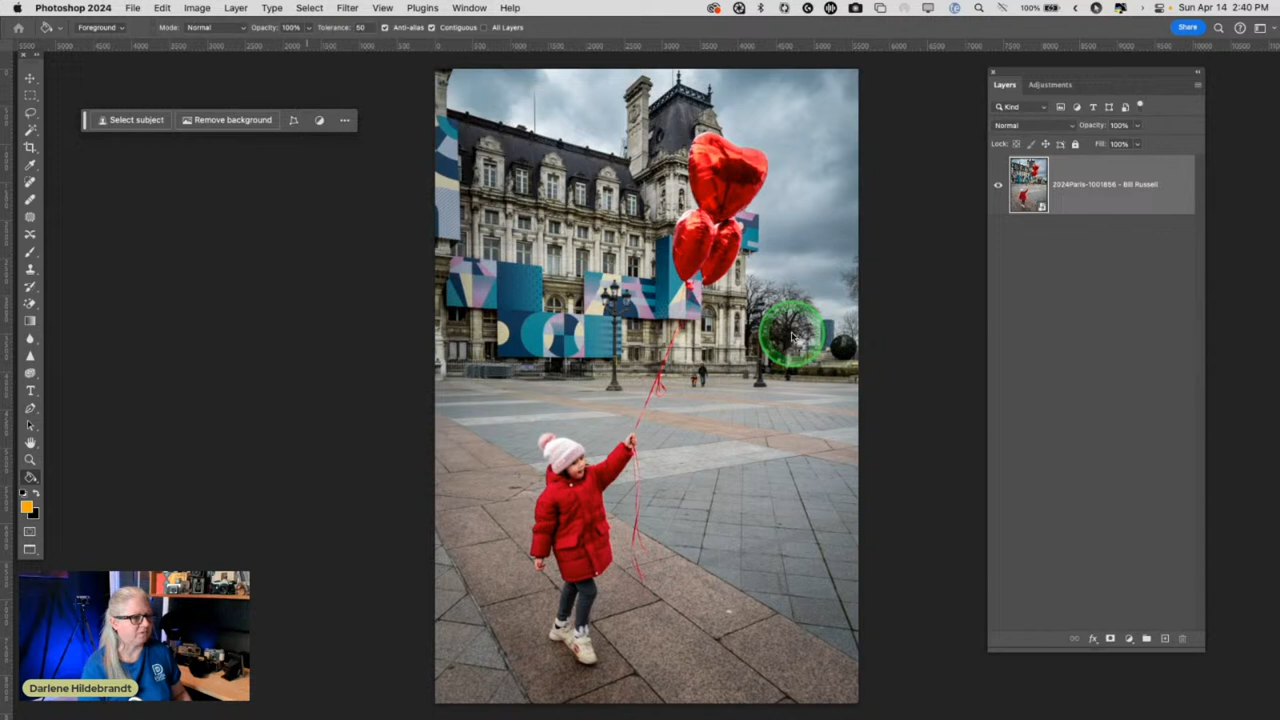 Photoshop 2024 File Edit Image Layer Type Select Filter View Plugins Window Help 100% Sun Apr 14 2:40 PM
Foreground Mode: Normal Opacity: 100% Tolerance: 50 Anti-alias Contiguous All Layers Share
Select subject Remove background
Layers Adjustments
Kind
Normal Opacity: 100%
Lock: Fill: 100%
2024Paris-1001856 - Bill Russell
Darlene Hildebrandt